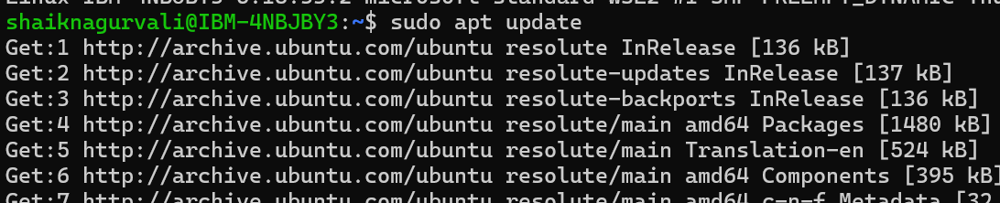 shaiknagurvali@IBM-4NBJBY3:~$ sudo apt update
Get:1 http://archive.ubuntu.com/ubuntu resolute InRelease [136 kB]
Get:2 http://archive.ubuntu.com/ubuntu resolute-updates InRelease [137 kB]
Get:3 http://archive.ubuntu.com/ubuntu resolute-backports InRelease [136 kB]
Get:4 http://archive.ubuntu.com/ubuntu resolute/main amd64 Packages [1480 kB]
Get:5 http://archive.ubuntu.com/ubuntu resolute/main Translation-en [524 kB]
Get:6 http://archive.ubuntu.com/ubuntu resolute/main amd64 Components [395 kB]
Get:7 http://archive.ubuntu.com/ubuntu resolute/main amd64 c-n-f Metadata